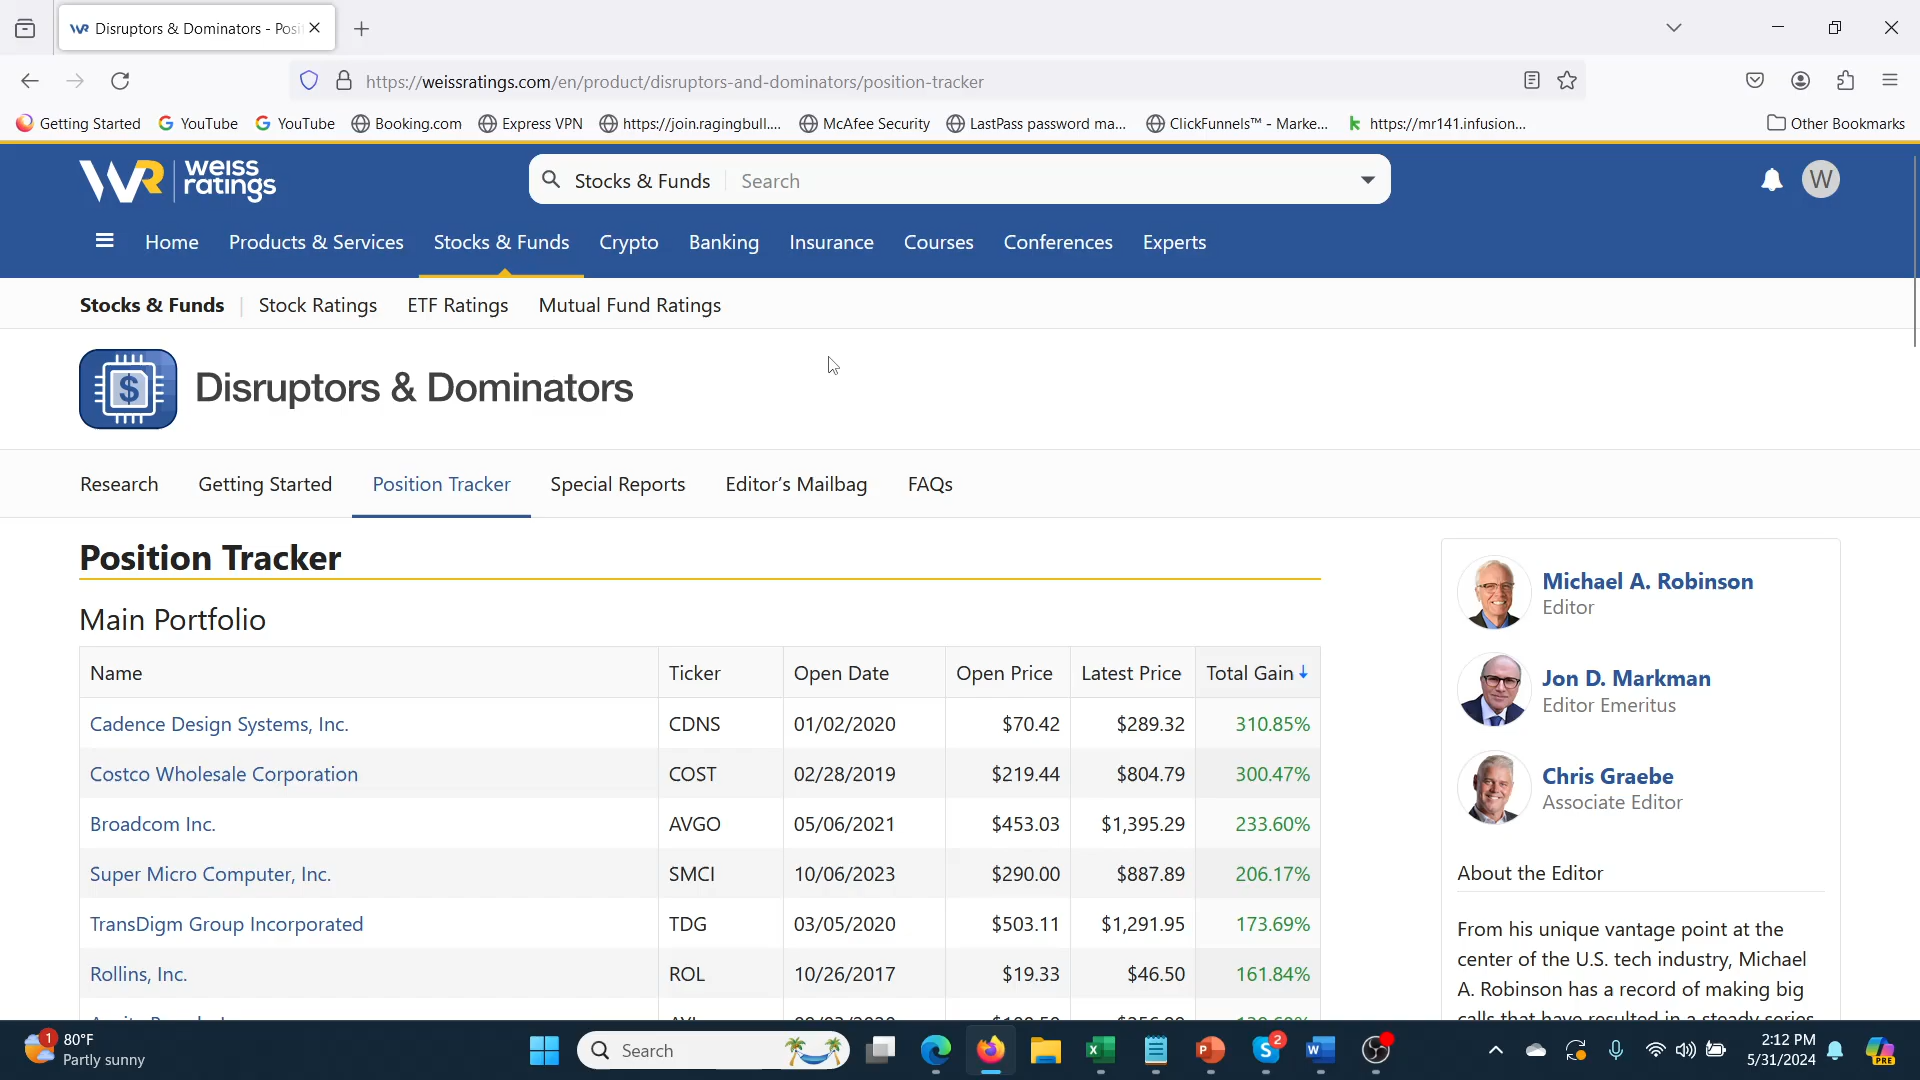 Disruptors & Dominators - Posi
https://weissratings.com/en/product/disruptors-and-dominators/position-tracker
Getting Started YouTube YouTube Booking.com Express VPN https://join.ragingbull.... McAfee Security LastPass password ma... ClickFunnels™ - Marke... https://mr141.infusion... Other Bookmarks
WR weiss ratings
Stocks & Funds Search
W
Home Products & Services Stocks & Funds Crypto Banking Insurance Courses Conferences Experts
Stocks & Funds Stock Ratings ETF Ratings Mutual Fund Ratings
$ Disruptors & Dominators
Research Getting Started Position Tracker Special Reports Editor's Mailbag FAQs
Position Tracker
Main Portfolio
Name Ticker Open Date Open Price Latest Price Total Gain
Cadence Design Systems, Inc. CDNS 01/02/2020 $70.42 $289.32 310.85%
Costco Wholesale Corporation COST 02/28/2019 $219.44 $804.79 300.47%
Broadcom Inc. AVGO 05/06/2021 $453.03 $1,395.29 233.60%
Super Micro Computer, Inc. SMCI 10/06/2023 $290.00 $887.89 206.17%
TransDigm Group Incorporated TDG 03/05/2020 $503.11 $1,291.95 173.69%
Rollins, Inc. ROL 10/26/2017 $19.33 $46.50 161.84%
Michael A. Robinson
Editor
Jon D. Markman
Editor Emeritus
Chris Graebe
Associate Editor
About the Editor
From his unique vantage point at the
center of the U.S. tech industry, Michael
A. Robinson has a record of making big
calls that have resulted in a steady series
1
80°F
Partly sunny
Search
2
2:12 PM
5/31/2024
PRE